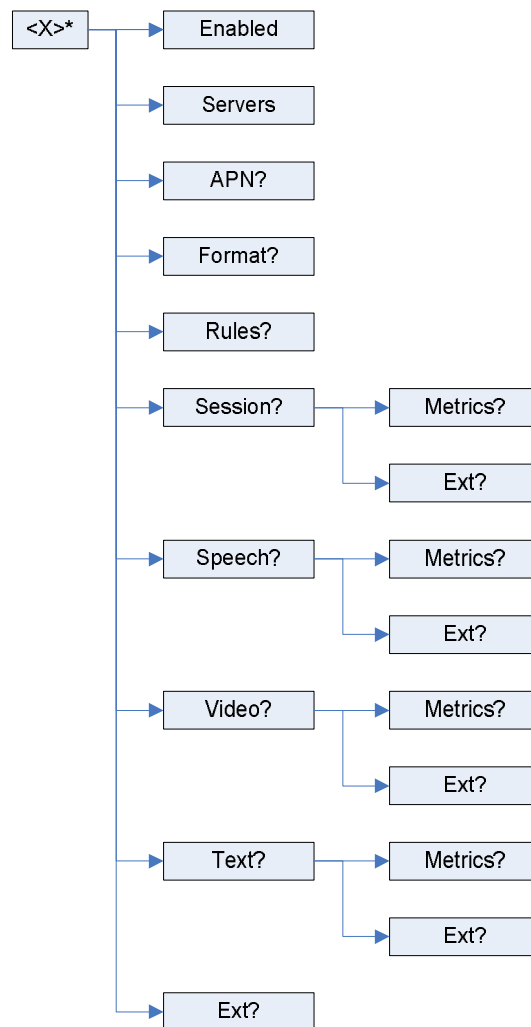 <X>*
Enabled
Servers
APN?
Format?
Rules?
Session?
Metrics?
Ext?
Speech?
Metrics?
Ext?
Video?
Metrics?
Ext?
Text?
Metrics?
Ext?
Ext?